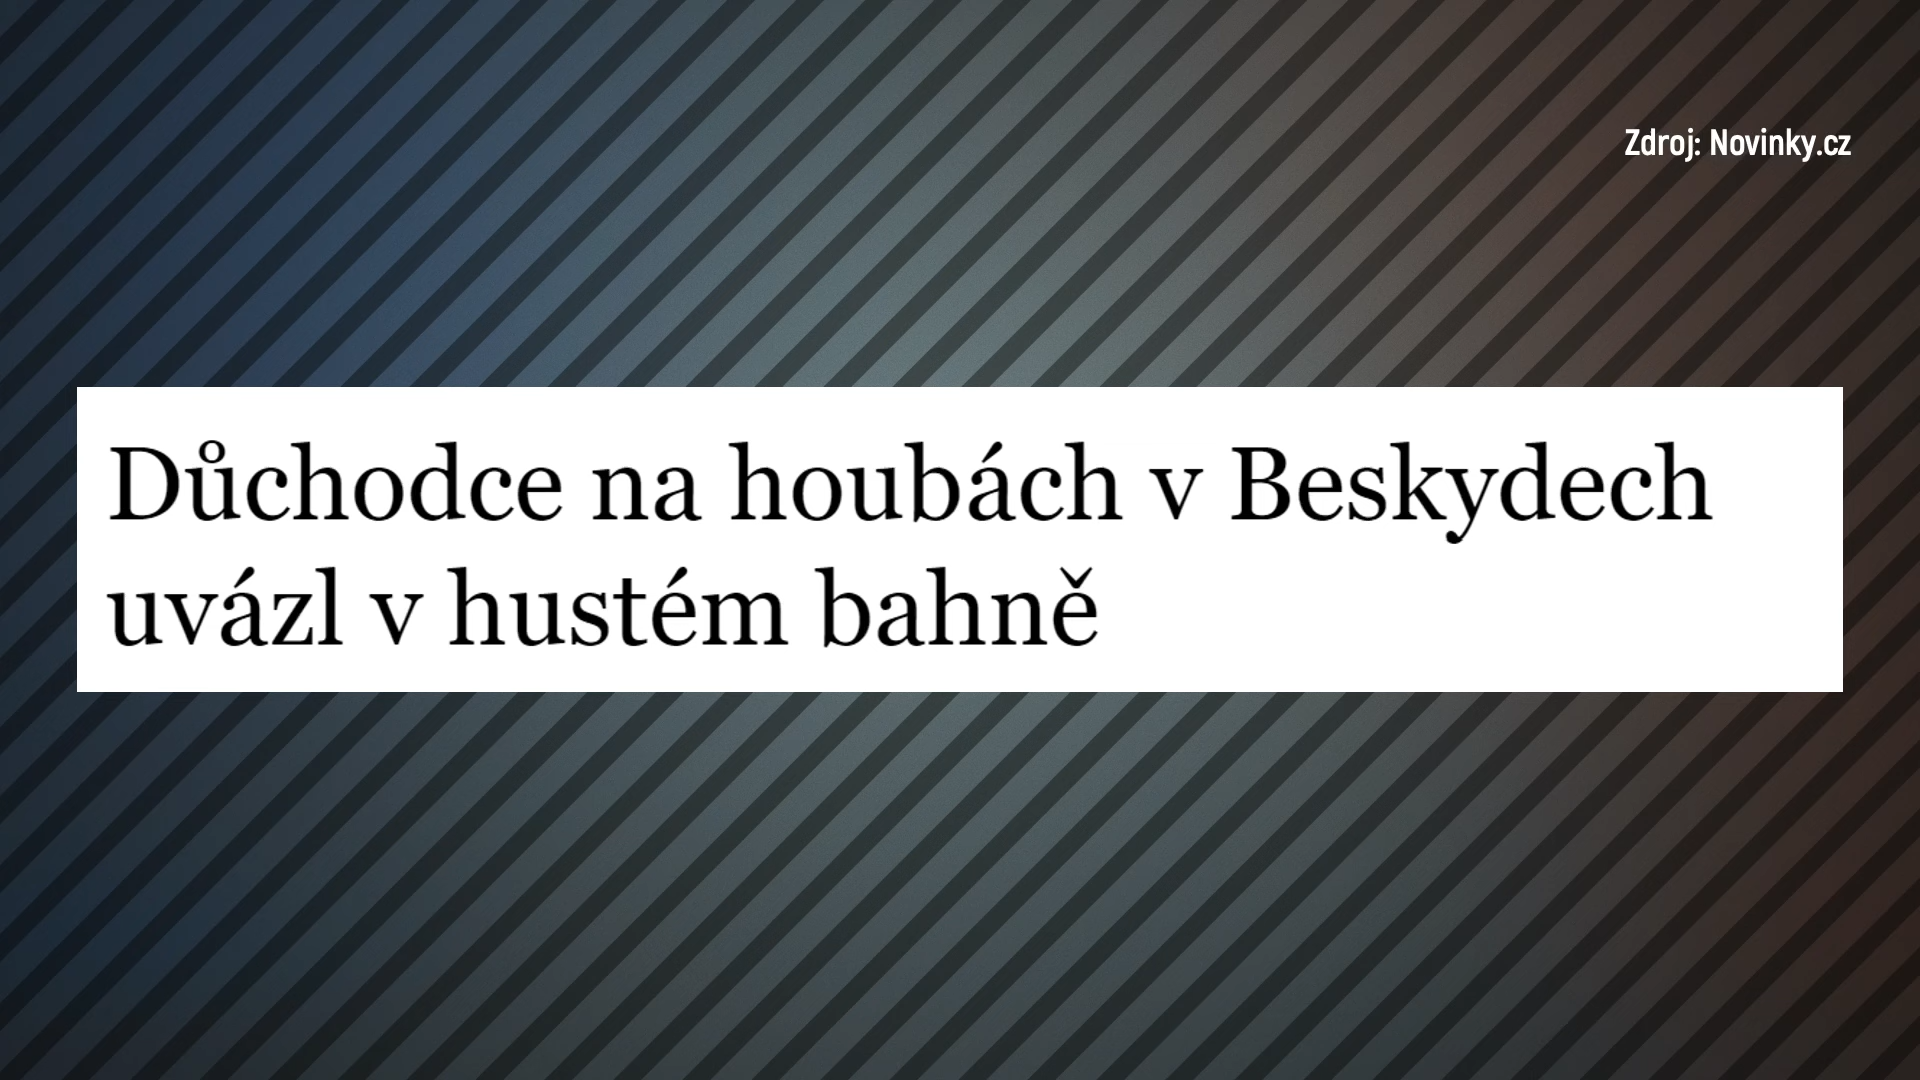 Zdroj: Novinky.cz
Důchodce na houbách v Beskydech
uvázl v hustém bahně